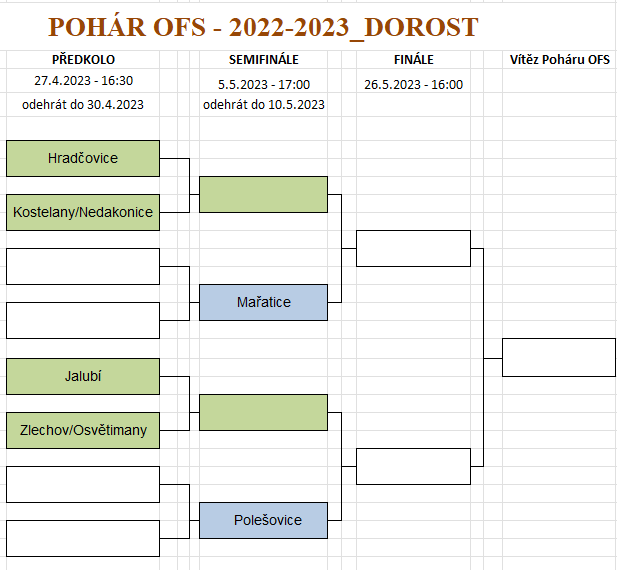 POHÁR OFS - 2022-2023_DOROST
PŘEDKOLO
SEMIFINÁLE
FINÁLE
Vítěz Poháru OFS
27.4.2023 - 16:30
5.5.2023 - 17:00
26.5.2023 - 16:00
odehrát do 30.4.2023
odehrát do 10.5.2023
Hradčovice
Kostelany/Nedakonice
Mařatice
Jalubí
Zlechov/Osvětimany
Polešovice